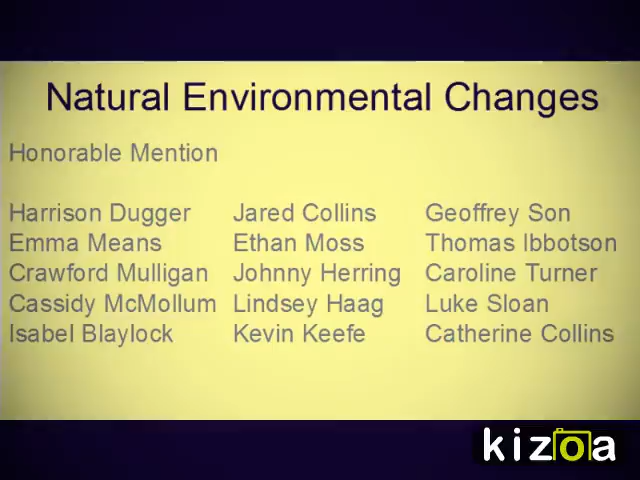 Natural Environmental Changes
Honorable Mention
Harrison Dugger Jared Collins Geoffrey Son
Emma Means Ethan Moss Thomas Ibbotson
Crawford Mulligan Johnny Herring Caroline Turner
Cassidy McMollum Lindsey Haag Luke Sloan
Isabel Blaylock Kevin Keefe Catherine Collins
kizoa